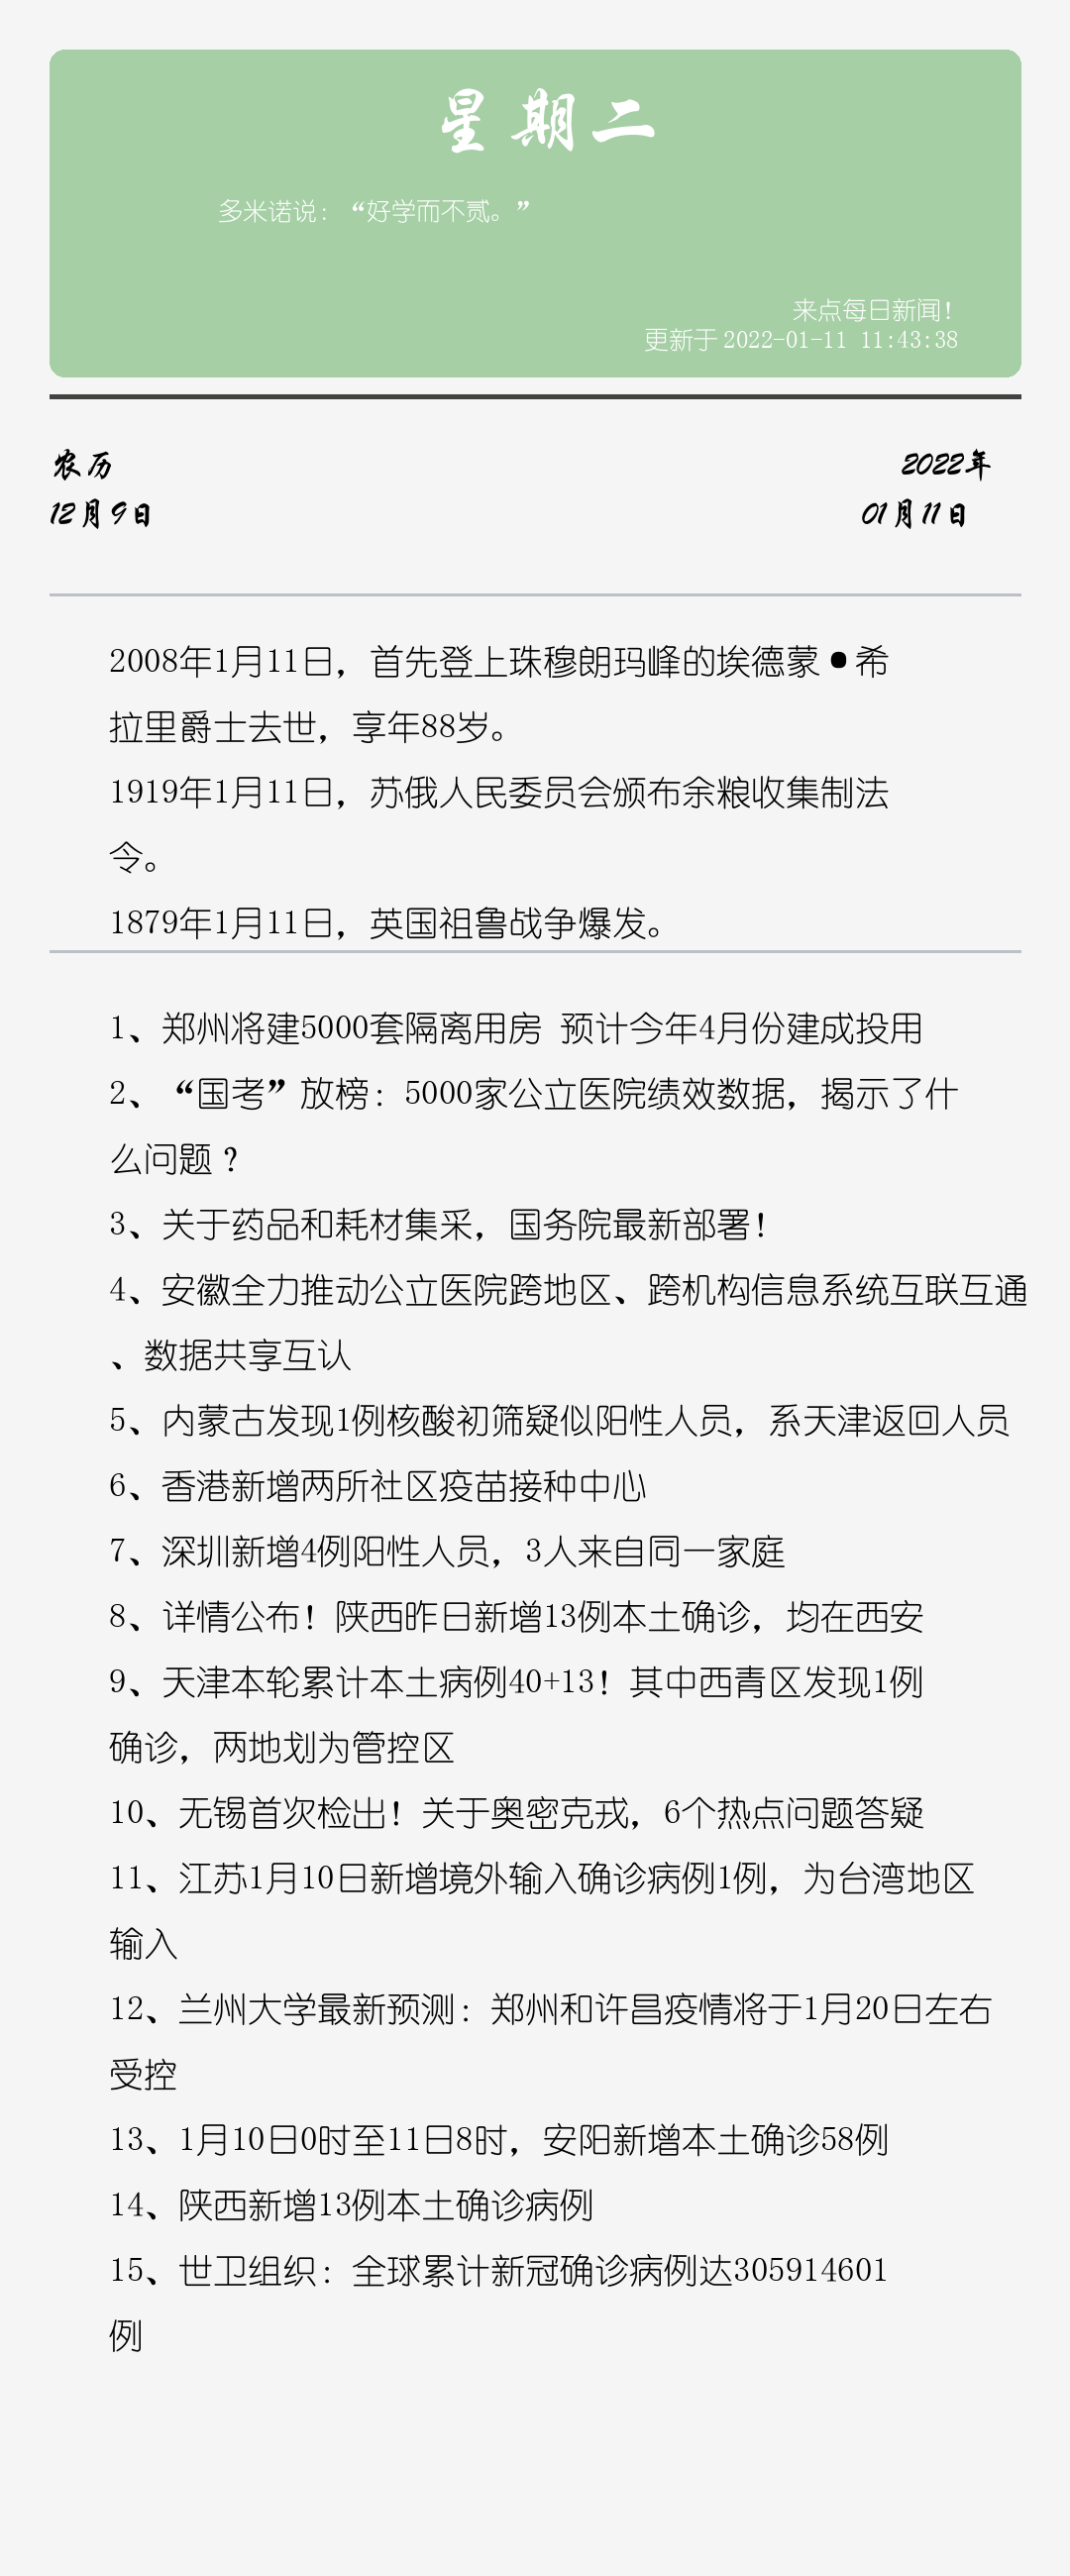 星期二
多米诺说：“好学而不贰。”
来点每日新闻！
更新于 2022-01-11 11:43:38
农历
2022年
12月9日
01月11日
2008年1月11日，首先登上珠穆朗玛峰的埃德蒙•希
拉里爵士去世，享年88岁。
1919年1月11日，苏俄人民委员会颁布余粮收集制法
令。
1879年1月11日，英国祖鲁战争爆发。
1、郑州将建5000套隔离用房 预计今年4月份建成投用
2、“国考”放榜：5000家公立医院绩效数据，揭示了什
么问题？
3、关于药品和耗材集采，国务院最新部署！
4、安徽全力推动公立医院跨地区、跨机构信息系统互联互通
、数据共享互认
5、内蒙古发现1例核酸初筛疑似阳性人员，系天津返回人员
6、香港新增两所社区疫苗接种中心
7、深圳新增4例阳性人员，3人来自同一家庭
8、详情公布！陕西昨日新增13例本土确诊，均在西安
9、天津本轮累计本土病例40+13！其中西青区发现1例
确诊，两地划为管控区
10、无锡首次检出！关于奥密克戎，6个热点问题答疑
11、江苏1月10日新增境外输入确诊病例1例，为台湾地区
输入
12、兰州大学最新预测：郑州和许昌疫情将于1月20日左右
受控
13、1月10日0时至11日8时，安阳新增本土确诊58例
14、陕西新增13例本土确诊病例
15、世卫组织：全球累计新冠确诊病例达305914601
例